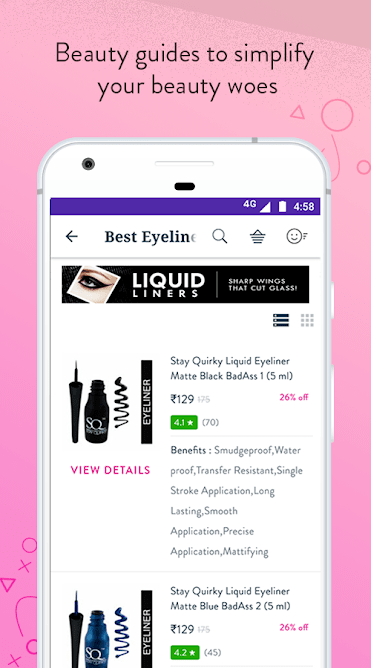 Beauty guides to simplify
your beauty woes
4G 4:58
Best Eyeline
LIQUID
LINERS
SHARP WINGS
THAT CUT GLASS!
Stay Quirky Liquid Eyeliner
Matte Black BadAss 1 (5 ml)
₹129 175 26% off
4.1 ★ (70)
SQ
EYELINER
VIEW DETAILS
Benefits : Smudgeproof,Water
proof,Transfer Resistant,Single
Stroke Application,Long
Lasting,Smooth
Application,Precise
Application,Mattifying
Stay Quirky Liquid Eyeliner
Matte Blue BadAss 2 (5 ml)
₹129 175 26% off
4.2 ★ (45)
SQ
EYELINER